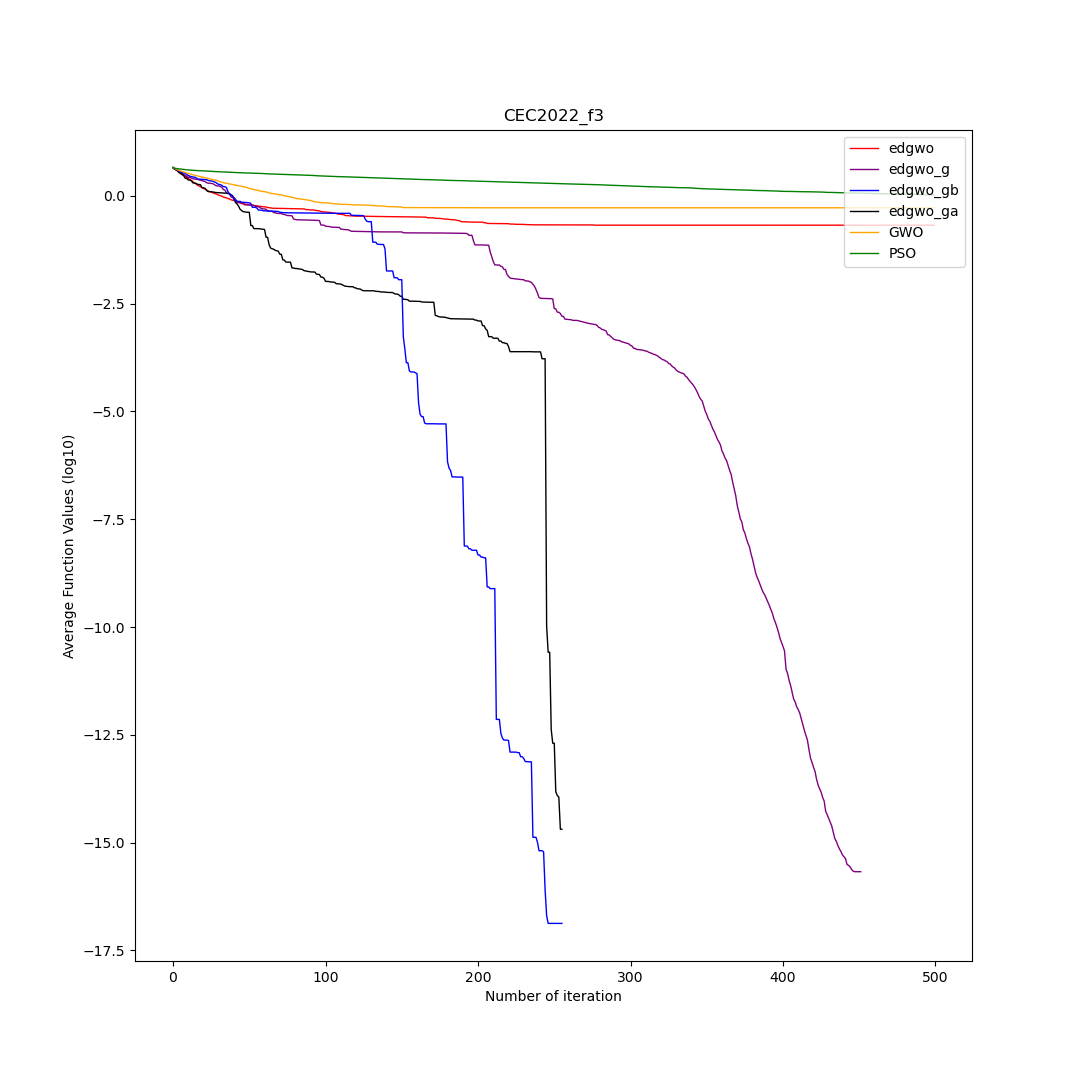 CEC2022_f3
edgwo
edgwo_g
edgwo_gb
edgwo_ga
GWO
PSO
0.0
−2.5
−5.0
−7.5
−10.0
−12.5
−15.0
−17.5
Average Function Values (log10)
0 100 200 300 400 500
Number of iteration